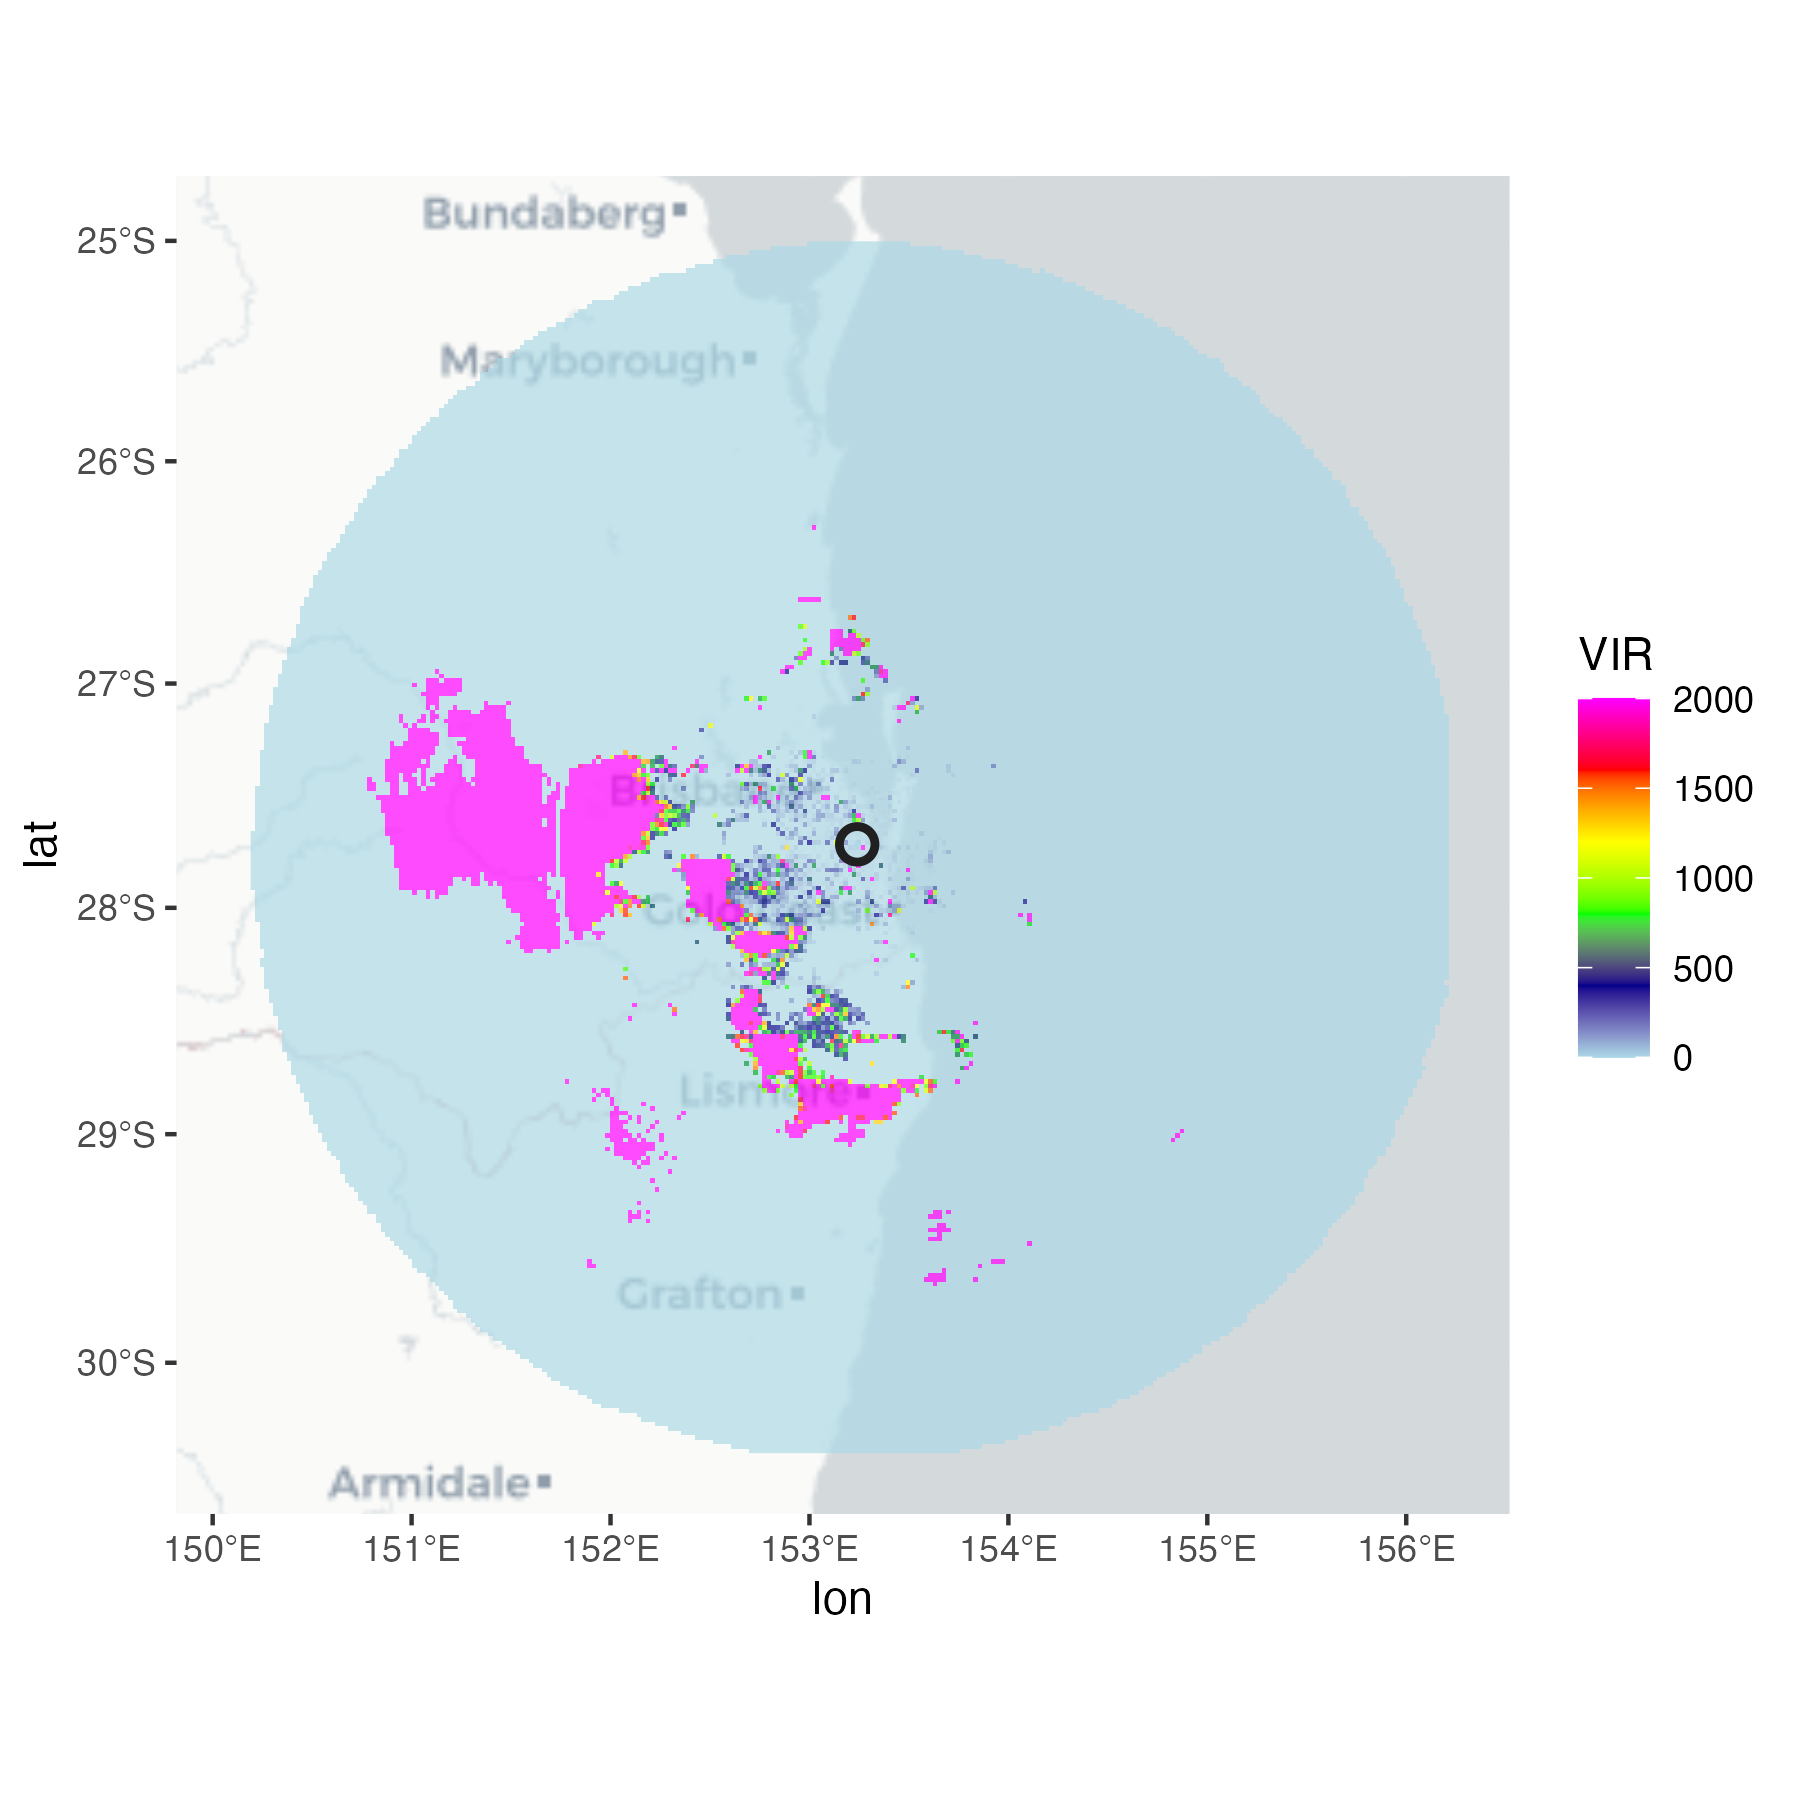 Bundaberg
25°S
Maryborough
26°S
VIR
27°S
2000
Brisbane
1500
lat
1000
28°S
Gold Coast
500
0
Lismore
29°S
Grafton
30°S
Armidale
150°E 151°E 152°E 153°E 154°E 155°E 156°E
lon